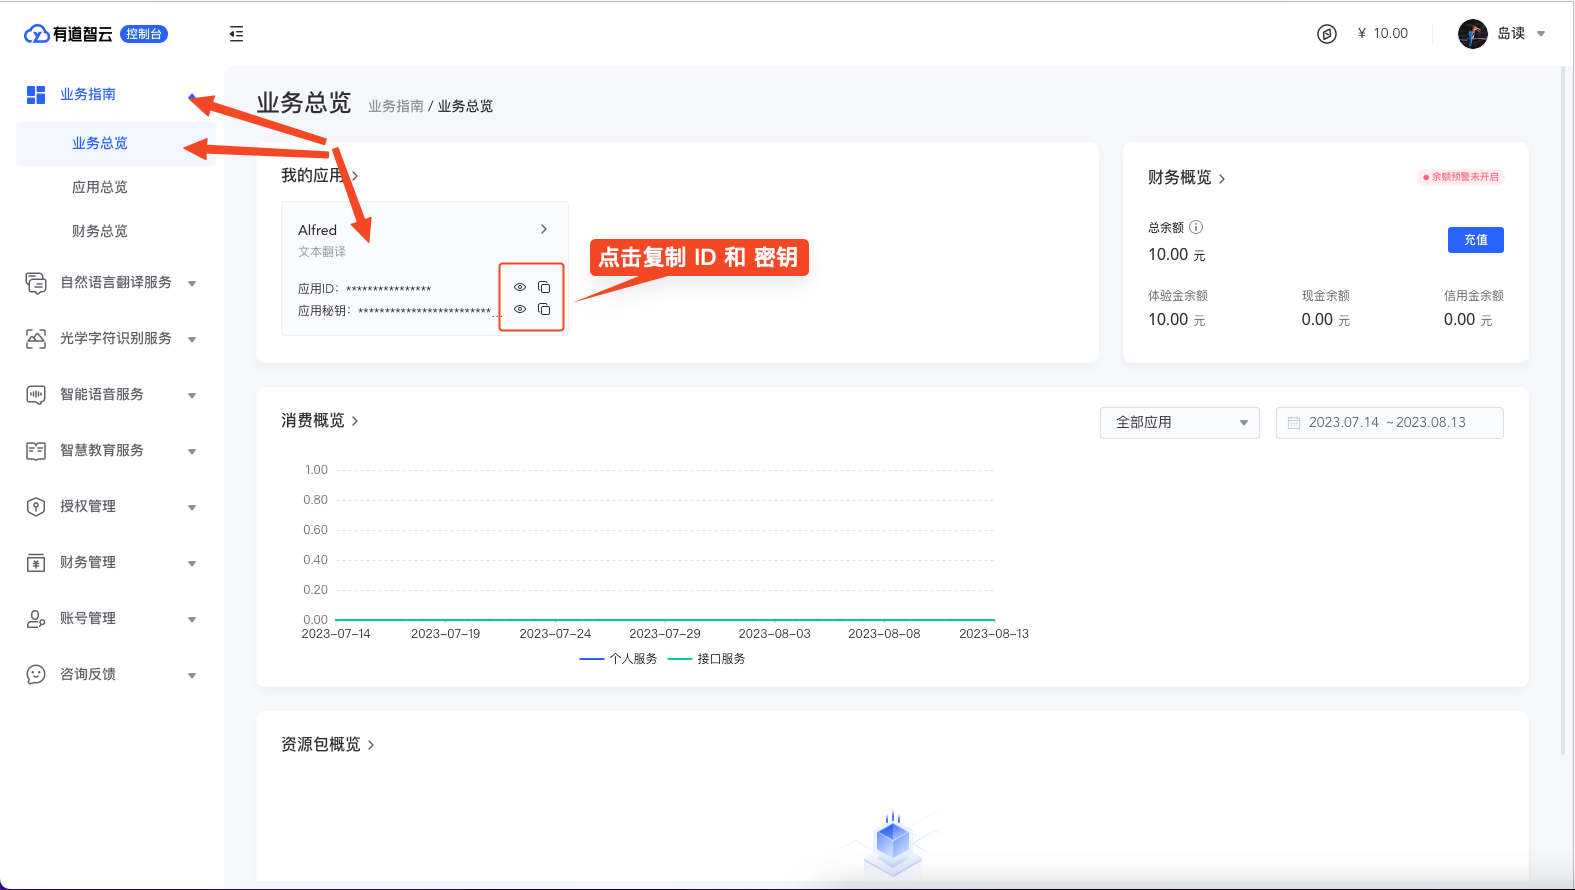 有道智云 控制台
¥ 10.00
岛读
业务指南
业务总览
应用总览
财务总览
自然语言翻译服务
光学字符识别服务
智能语音服务
智慧教育服务
授权管理
财务管理
账号管理
咨询反馈
业务总览 业务指南 / 业务总览
我的应用 >
Alfred >
文本翻译
应用ID： ****************
应用秘钥： *************************...
点击复制 ID 和 密钥
财务概览 >
余额预警未开启
总余额
10.00 元
充值
体验金余额 现金余额 信用金余额
10.00 元 0.00 元 0.00 元
消费概览 >
全部应用
2023.07.14 ~2023.08.13
1.00
0.80
0.60
0.40
0.20
0.00
2023-07-14 2023-07-19 2023-07-24 2023-07-29 2023-08-03 2023-08-08 2023-08-13
个人服务 接口服务
资源包概览 >